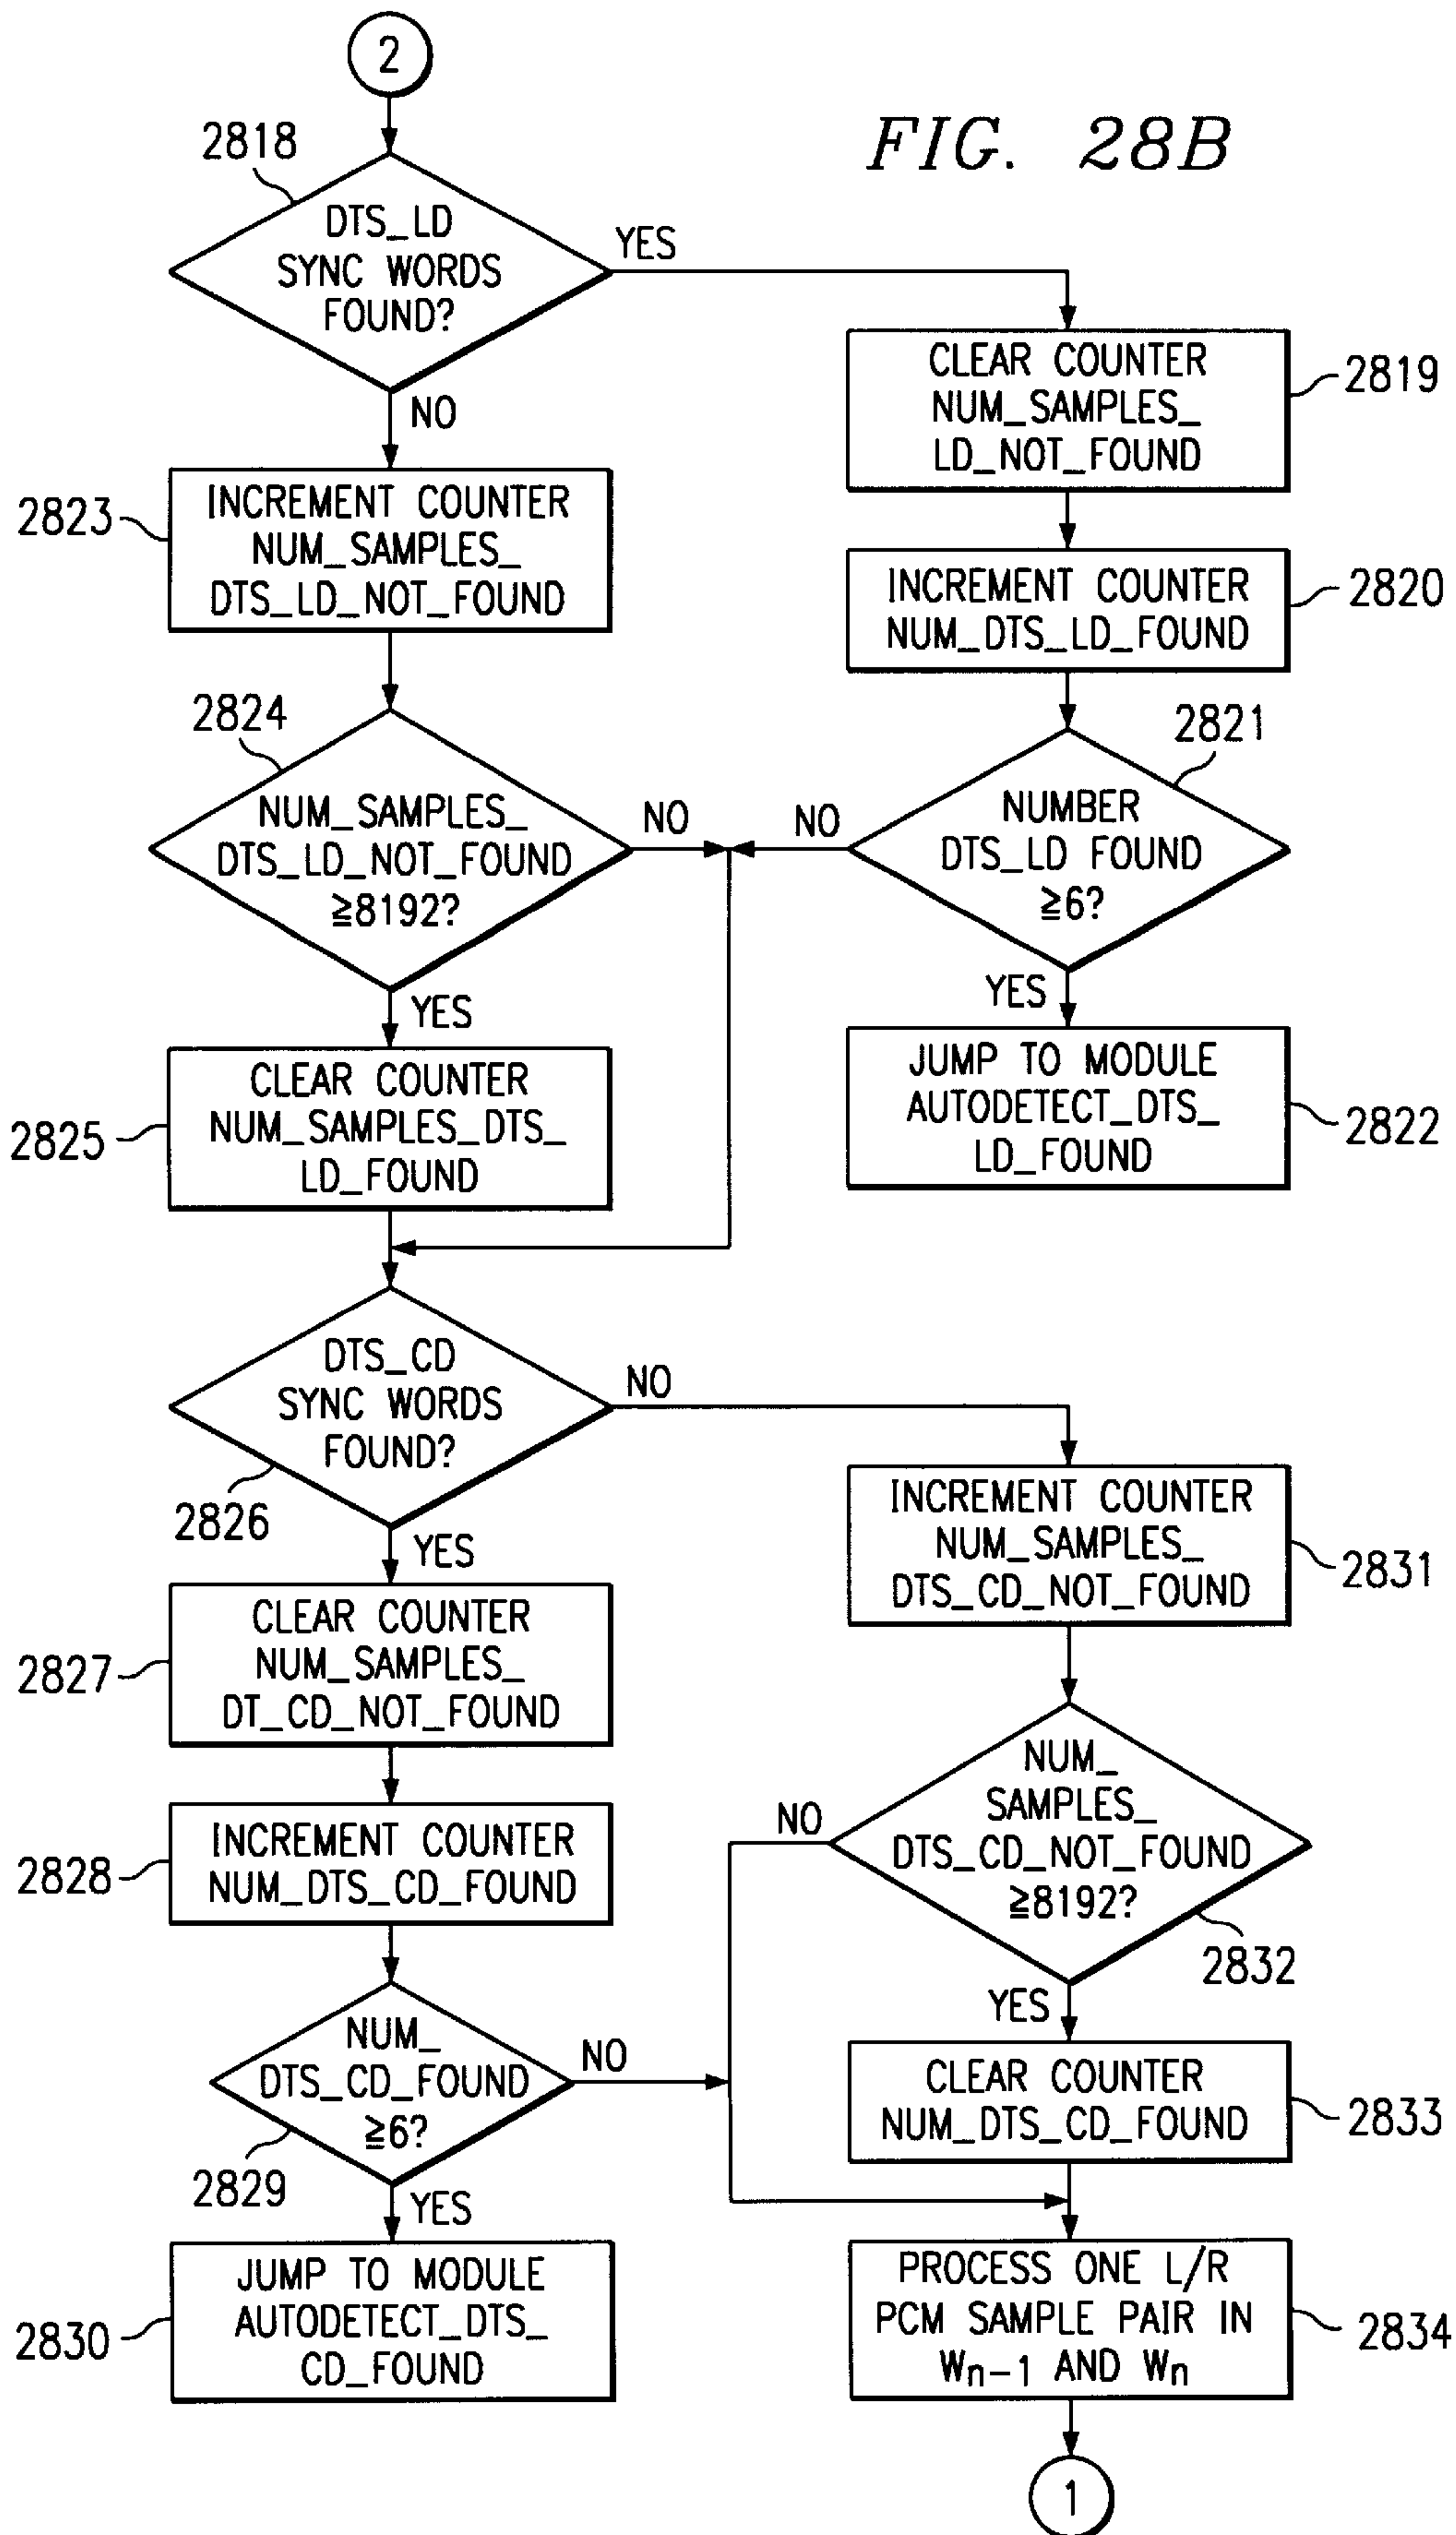 2
FIG. 28B
2818
DTS_LD
SYNC WORDS
FOUND?
YES
NO
CLEAR COUNTER
NUM_SAMPLES_
LD_NOT_FOUND
2819
2823
INCREMENT COUNTER
NUM_SAMPLES_
DTS_LD_NOT_FOUND
INCREMENT COUNTER
NUM_DTS_LD_FOUND
2820
2824
NUM_SAMPLES_
DTS_LD_NOT_FOUND
≧8192?
NO
YES
2821
NUMBER
DTS_LD FOUND
≧6?
NO
YES
2825
CLEAR COUNTER
NUM_SAMPLES_DTS_
LD_FOUND
JUMP TO MODULE
AUTODETECT_DTS_
LD_FOUND
2822
DTS_CD
SYNC WORDS
FOUND?
2826
NO
YES
INCREMENT COUNTER
NUM_SAMPLES_
DTS_CD_NOT_FOUND
2831
2827
CLEAR COUNTER
NUM_SAMPLES_
DT_CD_NOT_FOUND
2828
INCREMENT COUNTER
NUM_DTS_CD_FOUND
NUM_
SAMPLES_
DTS_CD_NOT_FOUND
≧8192?
2832
NO
YES
NUM_
DTS_CD_FOUND
≧6?
2829
NO
YES
CLEAR COUNTER
NUM_DTS_CD_FOUND
2833
2830
JUMP TO MODULE
AUTODETECT_DTS_
CD_FOUND
PROCESS ONE L/R
PCM SAMPLE PAIR IN
Wn−1 AND Wn
2834
1